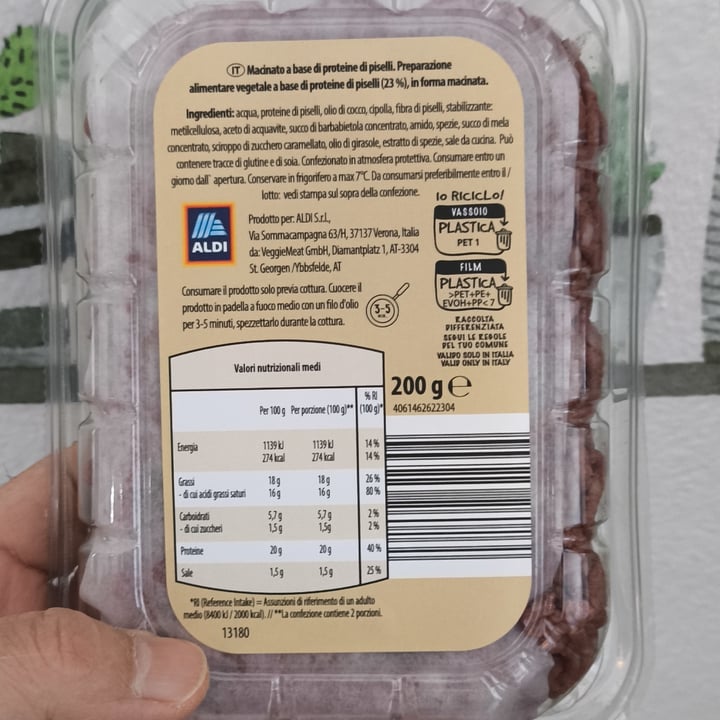 IT Macinato a base di proteine di piselli. Preparazione
alimentare vegetale a base di proteine di piselli (23 %), in forma macinata.
Ingredienti: acqua, proteine di piselli, olio di cocco, cipolla, fibra di piselli, stabilizzante:
metilcellulosa, aceto di acquavite, succo di barbabietola concentrato, amido, spezie, succo di mela
concentrato, sciroppo di zucchero caramellato, olio di girasole, estratto di spezie, sale da cucina. Può
contenere tracce di glutine e di soia. Confezionato in atmosfera protettiva. Consumare entro un
giorno dall' apertura. Conservare in frigorifero a max 7°C. Da consumarsi preferibilmente entro il /
lotto: vedi stampa sul sopra della confezione.
ALDI
Prodotto per: ALDI S.r.l.,
Via Sommacampagna 63/H, 37137 Verona, Italia
da: VeggieMeat GmbH, Diamantplatz 1, AT-3304
St. Georgen /Ybbsfelde, AT
Io RICICLO!
VASSOIO
PLASTICA
PET 1
FILM
PLASTICA
>PET+PE+
EVOH+PP<7
RACCOLTA
DIFFERENZIATA
SEGUI LE REGOLE
DEL TUO COMUNE
VALIDO SOLO IN ITALIA
VALID ONLY IN ITALY
Consumare il prodotto solo previa cottura. Cuocere il
prodotto in padella a fuoco medio con un filo d'olio
per 3-5 minuti, spezzettarlo durante la cottura.
3-5
MIN.
Valori nutrizionali medi
Per 100 g Per porzione (100 g)** % RI (100 g)*
Energia 1139 kJ 1139 kJ 14 %
274 kcal 274 kcal 14 %
Grassi 18 g 18 g 26 %
- di cui acidi grassi saturi 16 g 16 g 80 %
Carboidrati 5,7 g 5,7 g 2 %
- di cui zuccheri 1,5 g 1,5g 2 %
Proteine 20 g 20 g 40 %
Sale 1,5 g 1,5 g 25 %
200 g e
4061462622304
*RI (Reference Intake) = Assunzioni di riferimento di un adulto
medio (8400 kJ / 2000 kcal). // **La confezione contiene 2 porzioni.
13180